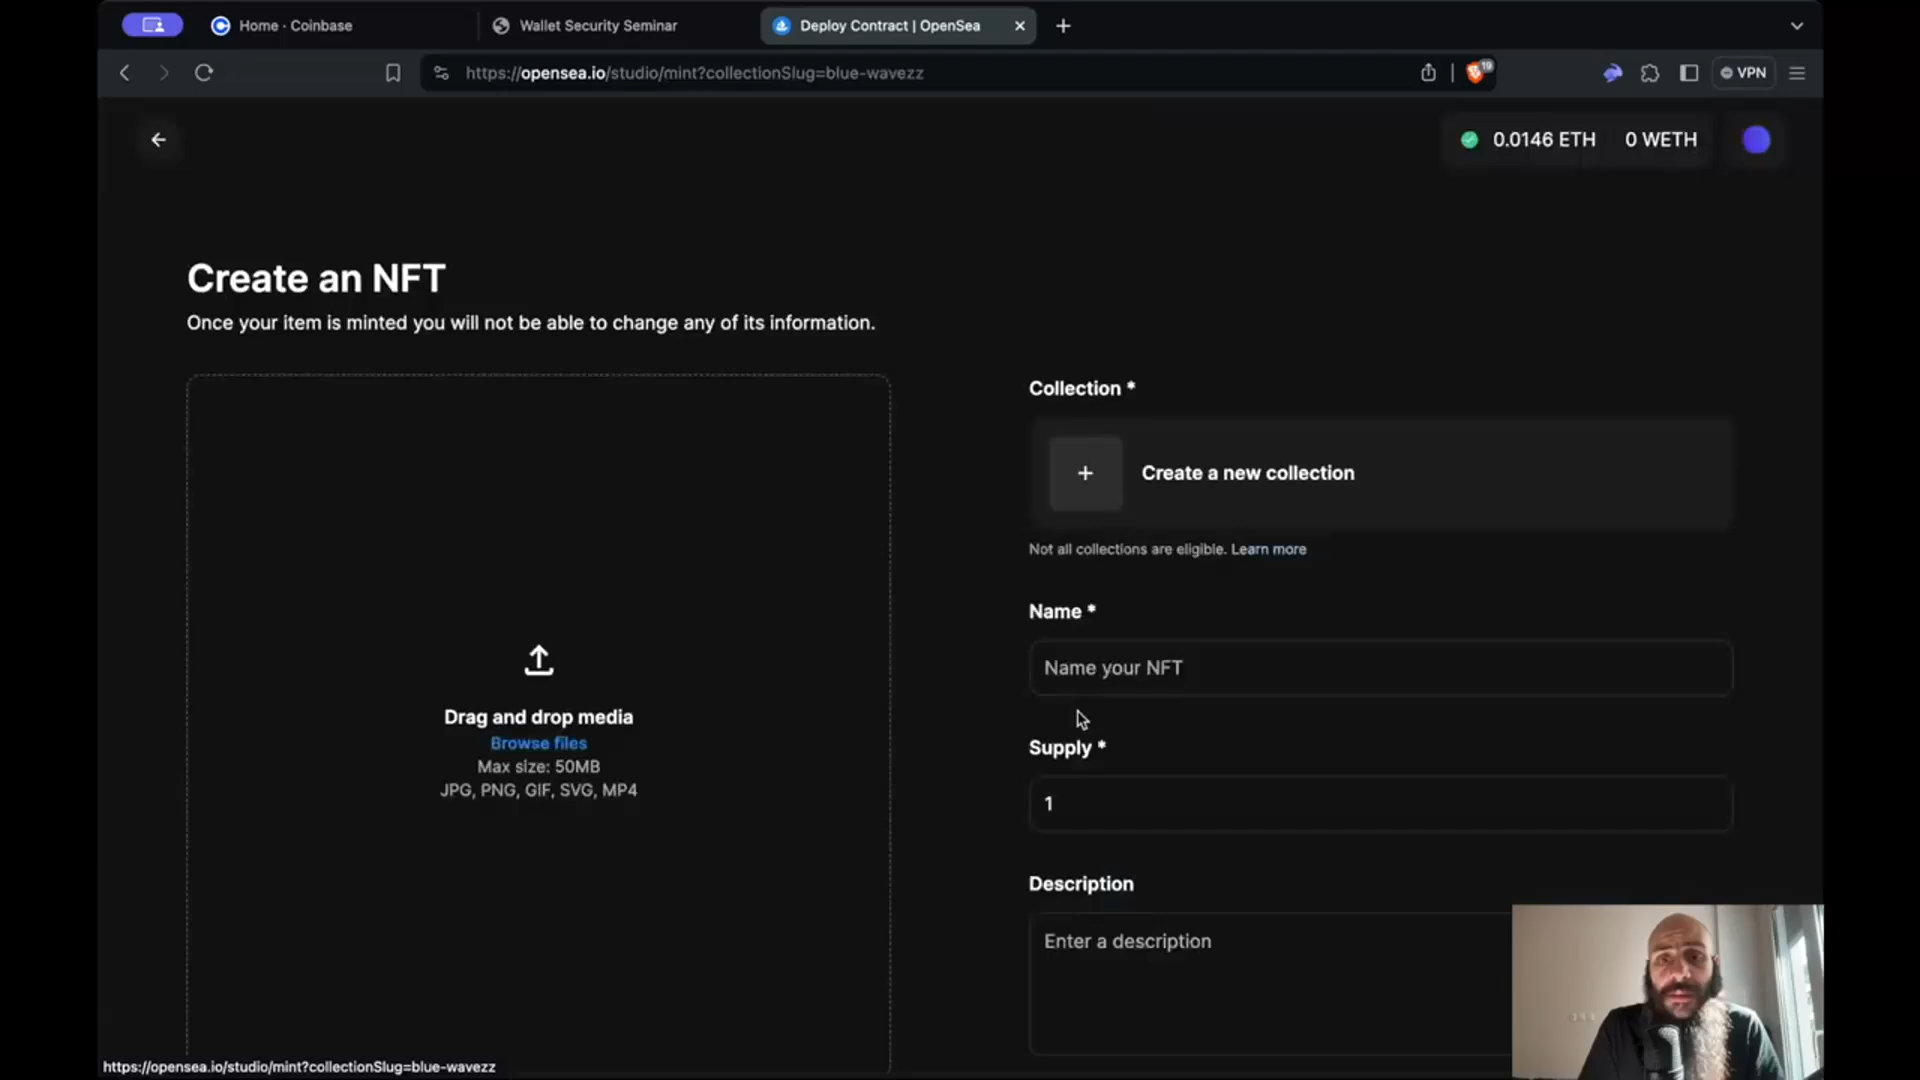 Home - Coinbase
Wallet Security Seminar
Deploy Contract | OpenSea
https://opensea.io/studio/mint?collectionSlug=blue-wavezz
19
VPN
0.0146 ETH
0 WETH
Create an NFT
Once your item is minted you will not be able to change any of its information.
Collection *
Create a new collection
Not all collections are eligible. Learn more
Name *
Name your NFT
Drag and drop media
Browse files
Max size: 50MB
JPG, PNG, GIF, SVG, MP4
Supply *
1
Description
Enter a description
https://opensea.io/studio/mint?collectionSlug=blue-wavezz